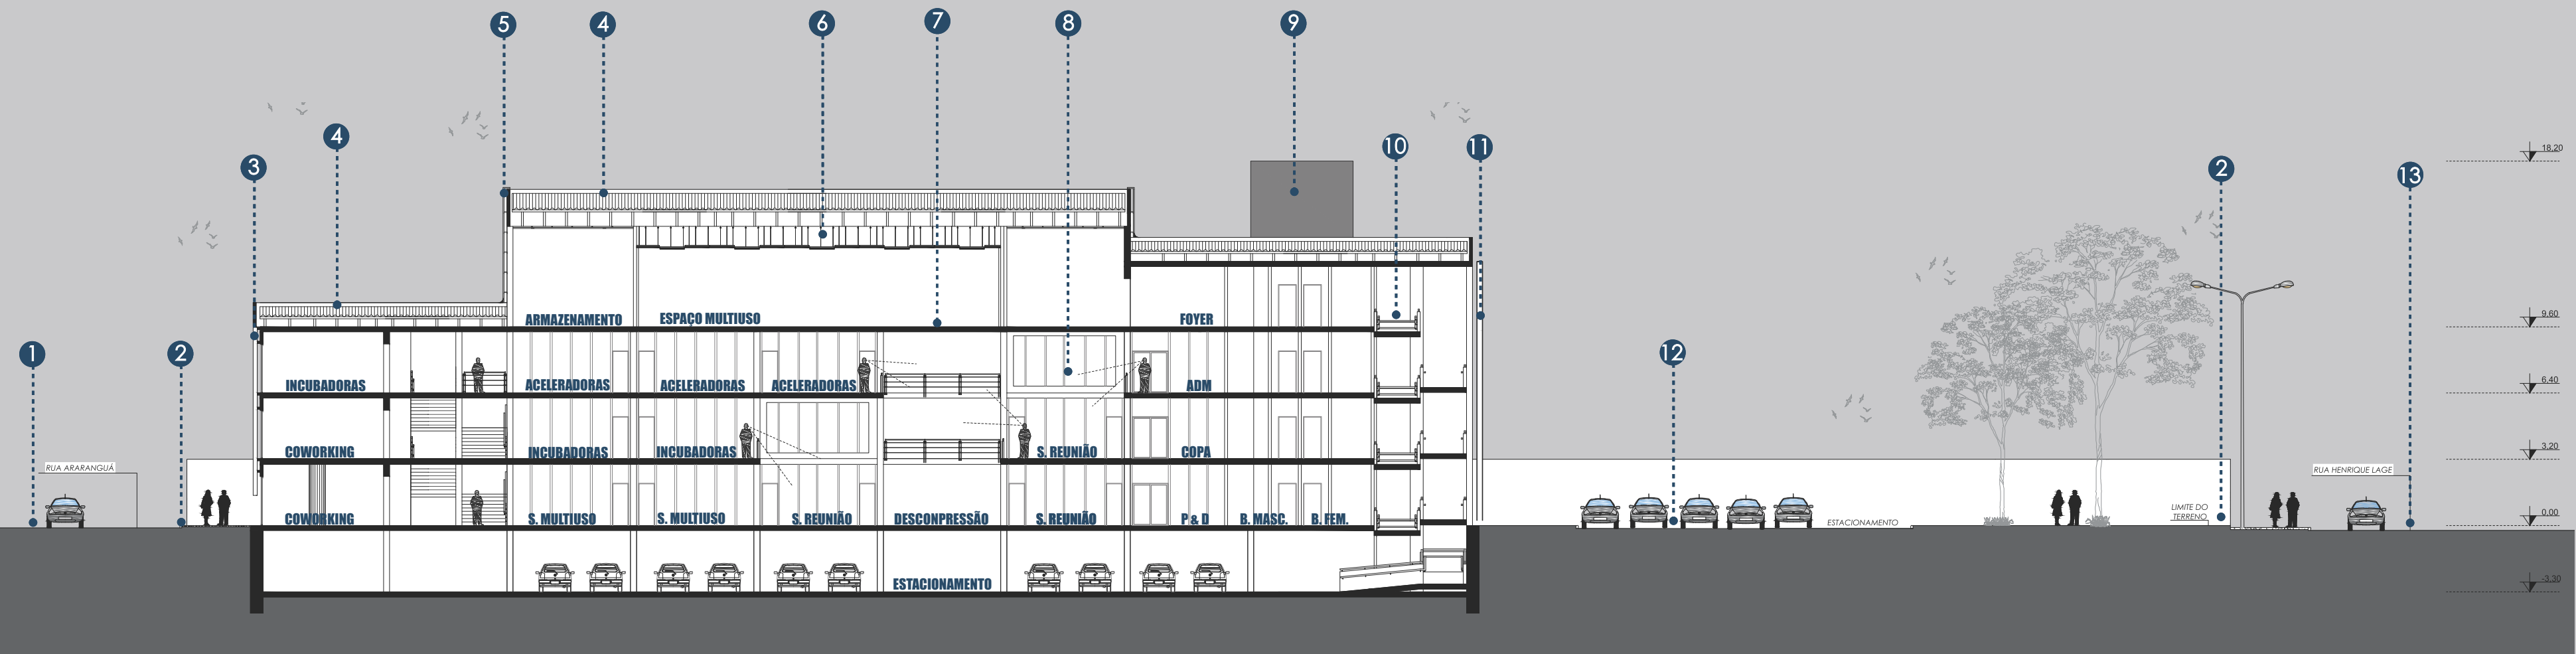 5 4 6 7 8 9
4
3 10 11 2 13
18,20
ARMAZENAMENTO ESPAÇO MULTIUSO FOYER
9.60
1 2 12
INCUBADORAS ACELERADORAS ACELERADORAS ACELERADORAS ADM
6,40
COWORKING INCUBADORAS INCUBADORAS S. REUNIÃO COPA
3,20
RUA ARARANGUÁ
RUA HENRIQUE LAGE
LIMITE DO
TERRENO
COWORKING S. MULTIUSO S. MULTIUSO S. REUNIÃO DESCONPRESSÃO S. REUNIÃO P & D B. MASC. B. FEM.
ESTACIONAMENTO
0,00
ESTACIONAMENTO
-3,30